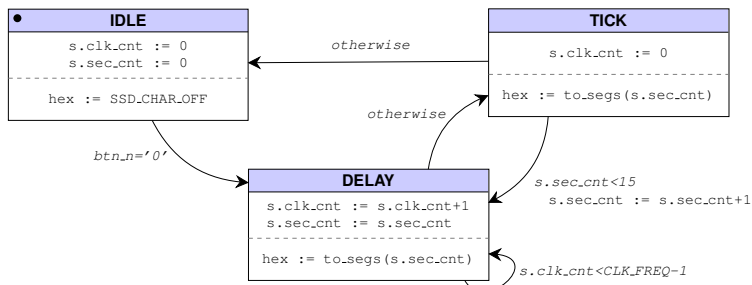 IDLE
s.clk_cnt := 0
s.sec_cnt := 0
hex := SSD_CHAR_OFF
otherwise
TICK
s.clk_cnt := 0
hex := to_segs(s.sec_cnt)
otherwise
btn_n='0'
DELAY
s.clk_cnt := s.clk_cnt+1
s.sec_cnt := s.sec_cnt
hex := to_segs(s.sec_cnt)
s.sec_cnt<15
s.sec_cnt := s.sec_cnt+1
s.clk_cnt<CLK_FREQ-1